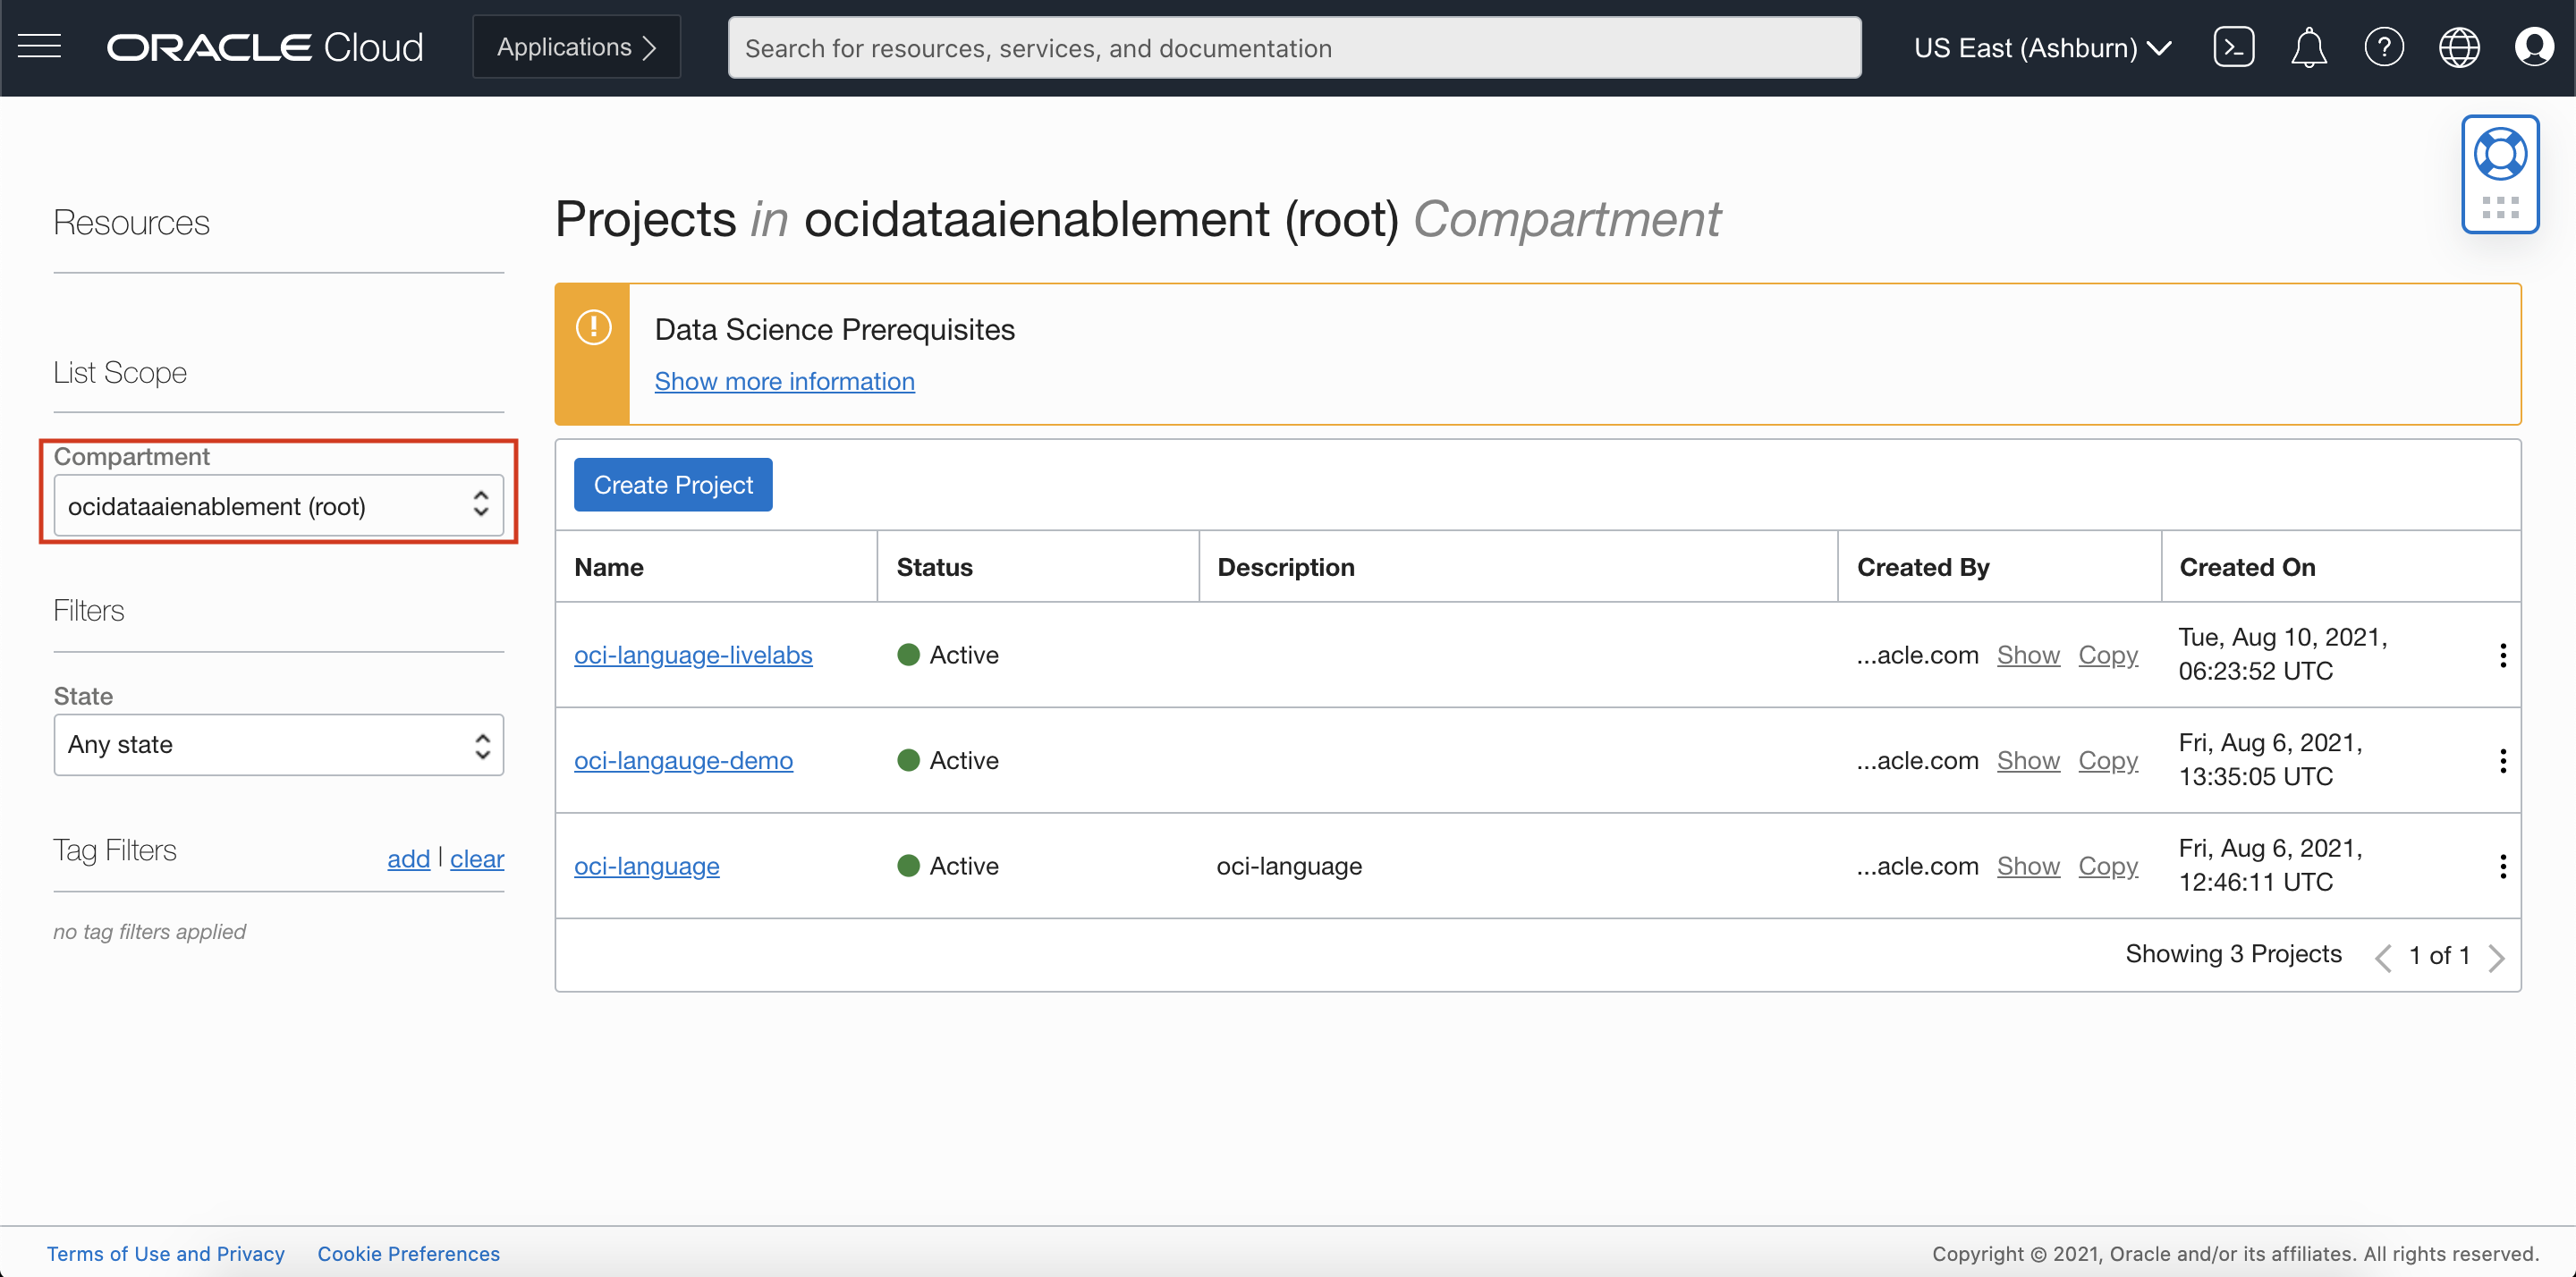 ORACLE Cloud
Applications
Search for resources, services, and documentation
US East (Ashburn)
Resources
List Scope
Compartment
ocidataaienablement (root)
Filters
State
Any state
Tag Filters
add | clear
no tag filters applied
Projects in ocidataaienablement (root) Compartment
Data Science Prerequisites
Show more information
Create Project
Name Status Description Created By Created On
oci-language-livelabs Active ...acle.com Show Copy Tue, Aug 10, 2021,
06:23:52 UTC
oci-langauge-demo Active ...acle.com Show Copy Fri, Aug 6, 2021,
13:35:05 UTC
oci-language Active oci-language ...acle.com Show Copy Fri, Aug 6, 2021,
12:46:11 UTC
Showing 3 Projects 1 of 1
Terms of Use and Privacy Cookie Preferences
Copyright © 2021, Oracle and/or its affiliates. All rights reserved.